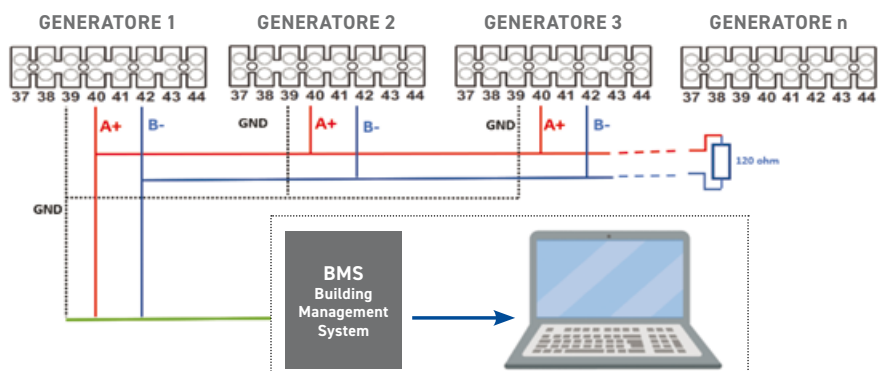 GENERATORE 1 GENERATORE 2 GENERATORE 3 GENERATORE n
37 38 39 40 41 42 43 44 37 38 39 40 41 42 43 44 37 38 39 40 41 42 43 44 37 38 39 40 41 42 43 44
A+ B- GND A+ B- GND A+ B-
120 ohm
GND
BMS
Building
Management
System